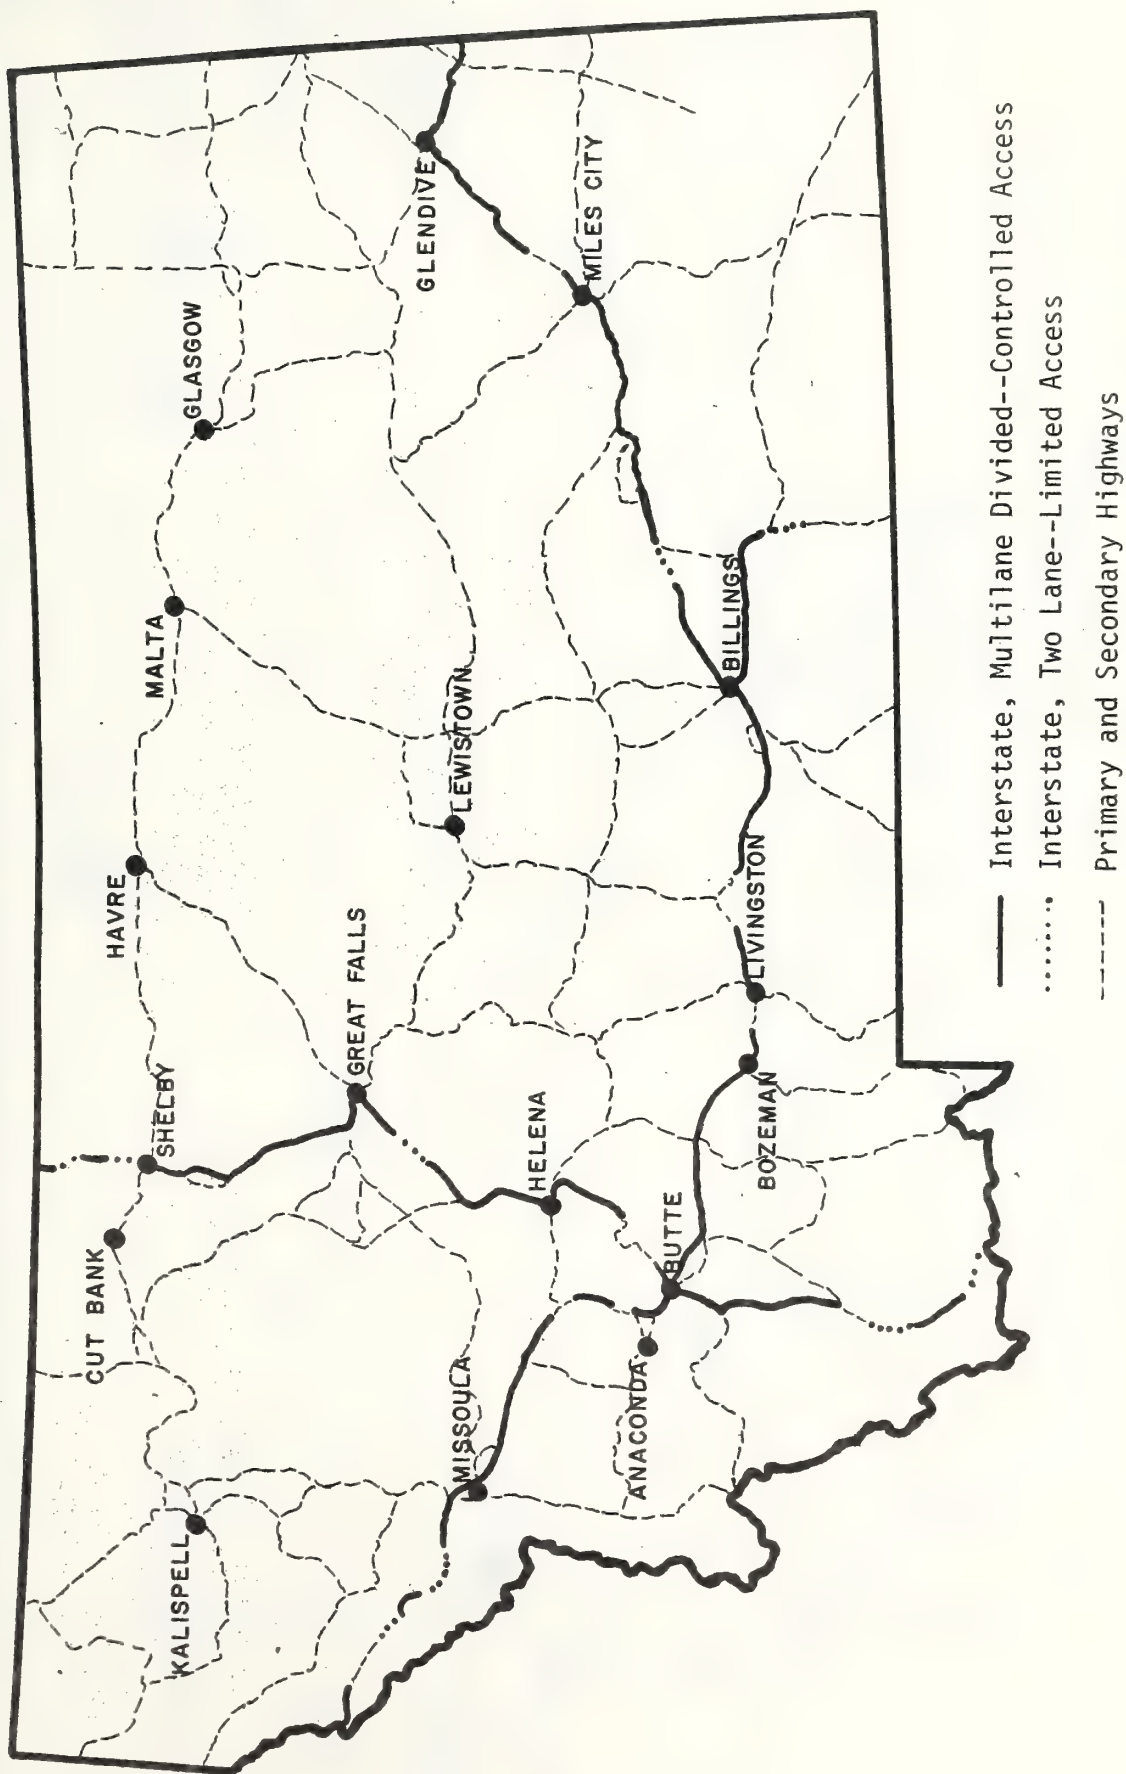 KALISPELL
CUT BANK
SHELBY
HAVRE
MALTA
GLASGOW
MISSOULA
GREAT FALLS
LEWISTOWN
GLENDIVE
HELENA
MILES CITY
ANACONDA
BUTTE
BOZEMAN
LIVINGSTON
BILLINGS
Interstate, Multilane Divided--Controlled Access
Interstate, Two Lane--Limited Access
Primary and Secondary Highways